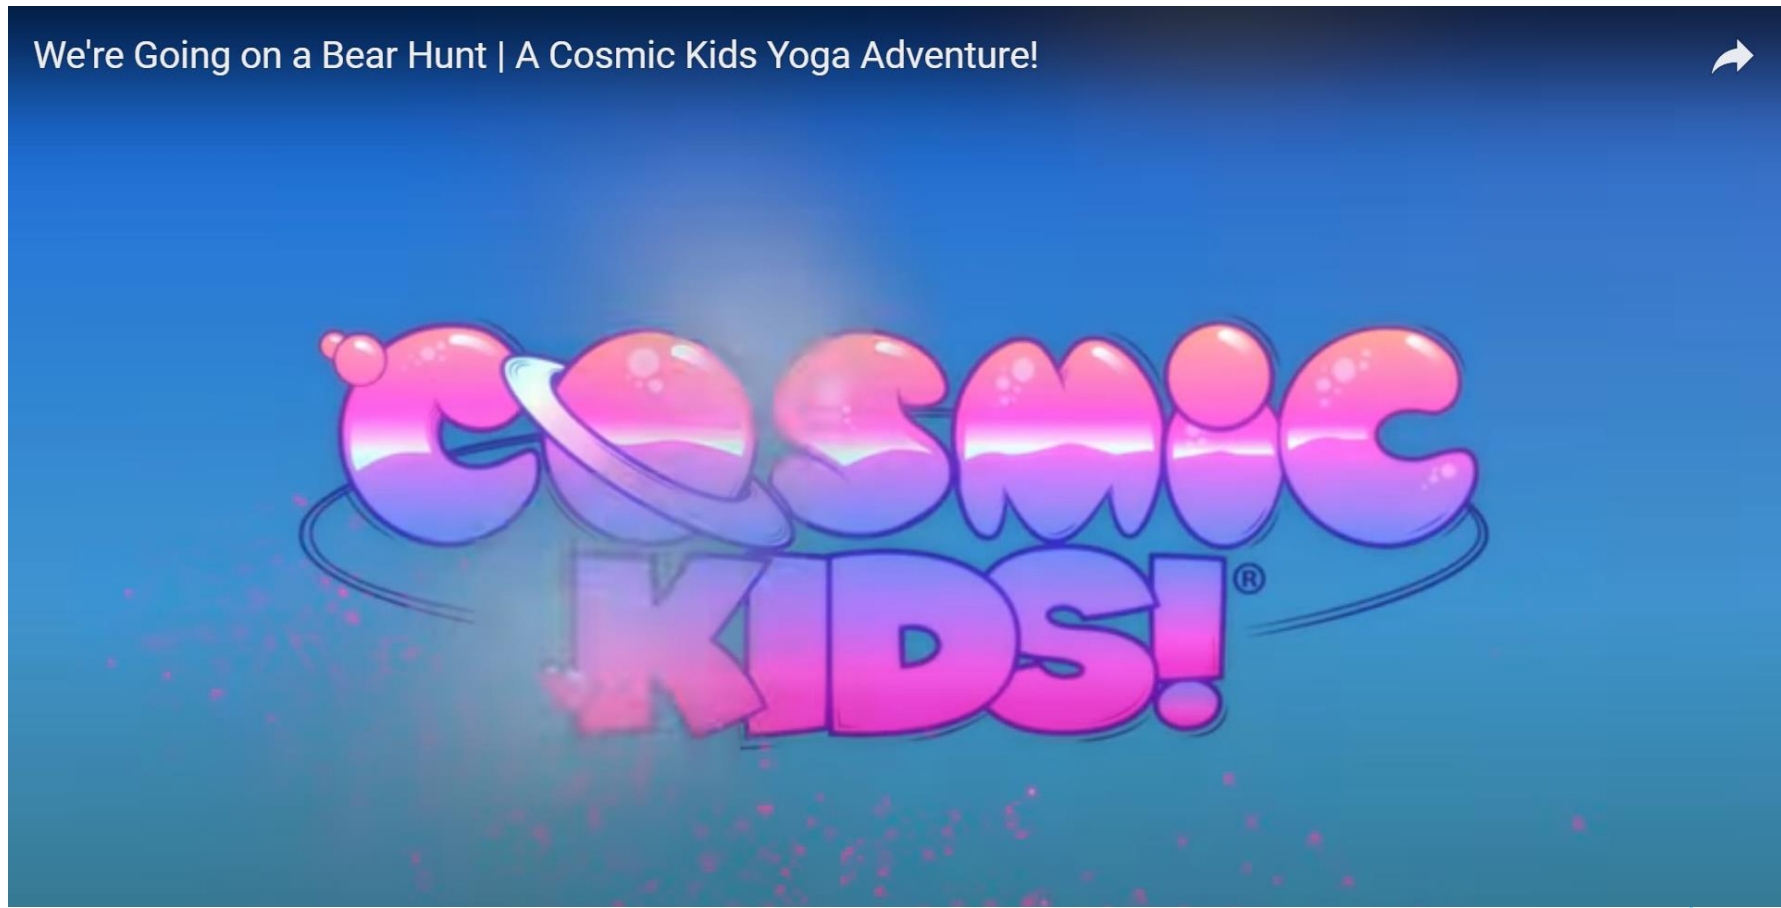 We're Going on a Bear Hunt | A Cosmic Kids Yoga Adventure!
COSMiC
KIDS!®